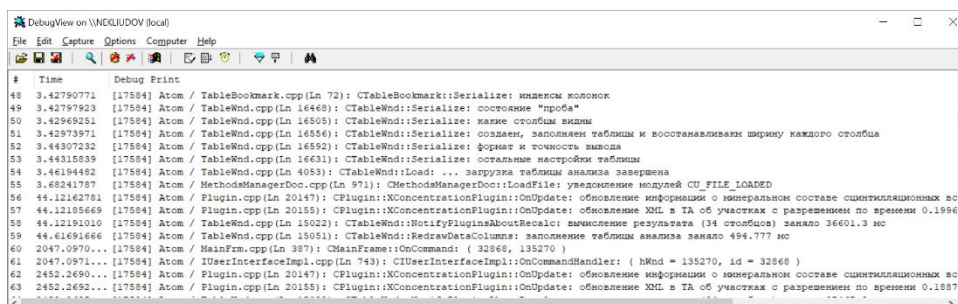 DebugView on \\NEKLIUDOV (local)
File Edit Capture Options Computer Help
# Time Debug Print
48 3.42790771 [17584] Atom / TableBookmark.cpp(Ln 72): CTableBookmark::Serialize: индексы колонок
49 3.42797923 [17584] Atom / TableWnd.cpp(Ln 16468): CTableWnd::Serialize: состояние "проба"
50 3.42969251 [17584] Atom / TableWnd.cpp(Ln 16505): CTableWnd::Serialize: какие столбцы видны
51 3.42973971 [17584] Atom / TableWnd.cpp(Ln 16556): CTableWnd::Serialize: создаем, заполняем таблицы и восстанавливаки ширину каждого столбца
52 3.44307232 [17584] Atom / TableWnd.cpp(Ln 16592): CTableWnd::Serialize: формат и точность вывода
53 3.44315839 [17584] Atom / TableWnd.cpp(Ln 16631): CTableWnd::Serialize: остальные настройки таблицы
54 3.46194482 [17584] Atom / TableWnd.cpp(Ln 4053): CTableWnd::Load: ... загрузка таблицы анализа завершена
55 3.68241787 [17584] Atom / MethodsManagerDoc.cpp(Ln 971): CMethodsManagerDoc::LoadFile: уведомление модулей CU_FILE_LOADED
56 44.12162781 [17584] Atom / Plugin.cpp(Ln 20147): CPlugin::XConcentrationPlugin::OnUpdate: обновление информации о минеральном составе сцинтилляционных вс
57 44.12185669 [17584] Atom / Plugin.cpp(Ln 20155): CPlugin::XConcentrationPlugin::OnUpdate: обновление XML в ТА об участках с разрешением по времени 0.1996
58 44.12191010 [17584] Atom / TableWnd.cpp(Ln 15022): CTableWnd::NotifyPluginsAboutRecalc: вычисление результата (34 столбцов) заняло 36601.3 мс
59 44.61691666 [17584] Atom / TableWnd.cpp(Ln 15051): CTableWnd::RedrawDataColumns: заполнение таблицы анализа заняло 494.777 мс
60 2047.0970... [17584] Atom / MainFrm.cpp(Ln 387): CMainFrame::OnCommand: ( 32868, 135270 )
61 2047.0971... [17584] Atom / IUserInterfaceImpl.cpp(Ln 743): CIUserInterfaceImpl::OnCommandHandler: ( hWnd = 135270, id = 32868 )
62 2452.2690... [17584] Atom / Plugin.cpp(Ln 20147): CPlugin::XConcentrationPlugin::OnUpdate: обновление информации о минеральном составе сцинтилляционных вс
63 2452.2692... [17584] Atom / Plugin.cpp(Ln 20155): CPlugin::XConcentrationPlugin::OnUpdate: обновление XML в ТА об участках с разрешением по времени 0.1887